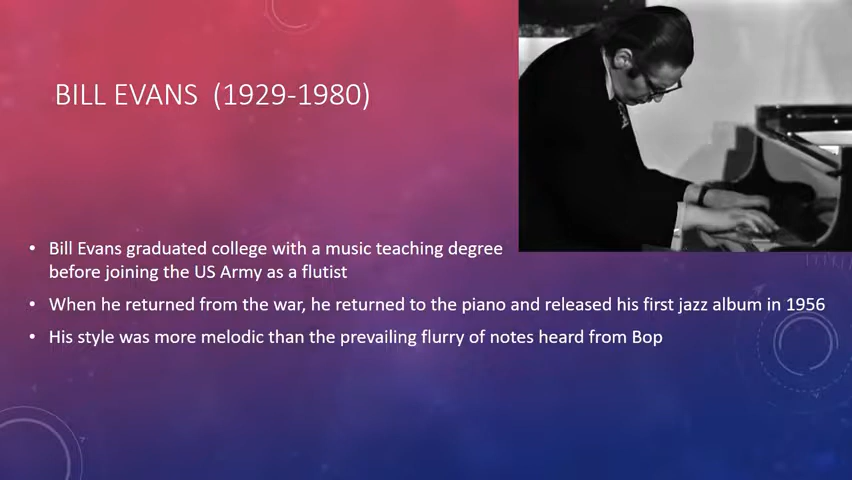 BILL EVANS (1929-1980)
• Bill Evans graduated college with a music teaching degree
before joining the US Army as a flutist
• When he returned from the war, he returned to the piano and released his first jazz album in 1956
• His style was more melodic than the prevailing flurry of notes heard from Bop